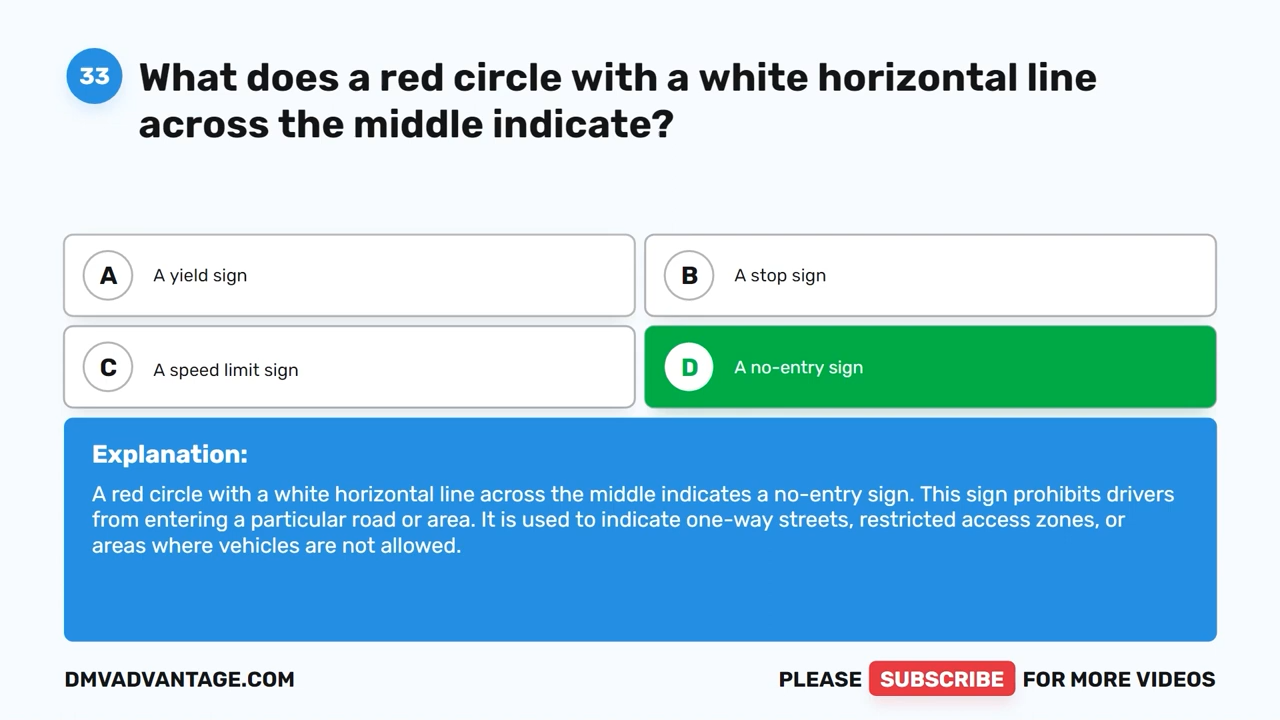 33
What does a red circle with a white horizontal line
across the middle indicate?
A
A yield sign
B
A stop sign
C
A speed limit sign
D
A no-entry sign
Explanation:
A red circle with a white horizontal line across the middle indicates a no-entry sign. This sign prohibits drivers
from entering a particular road or area. It is used to indicate one-way streets, restricted access zones, or
areas where vehicles are not allowed.
DMVADVANTAGE.COM
PLEASE SUBSCRIBE FOR MORE VIDEOS